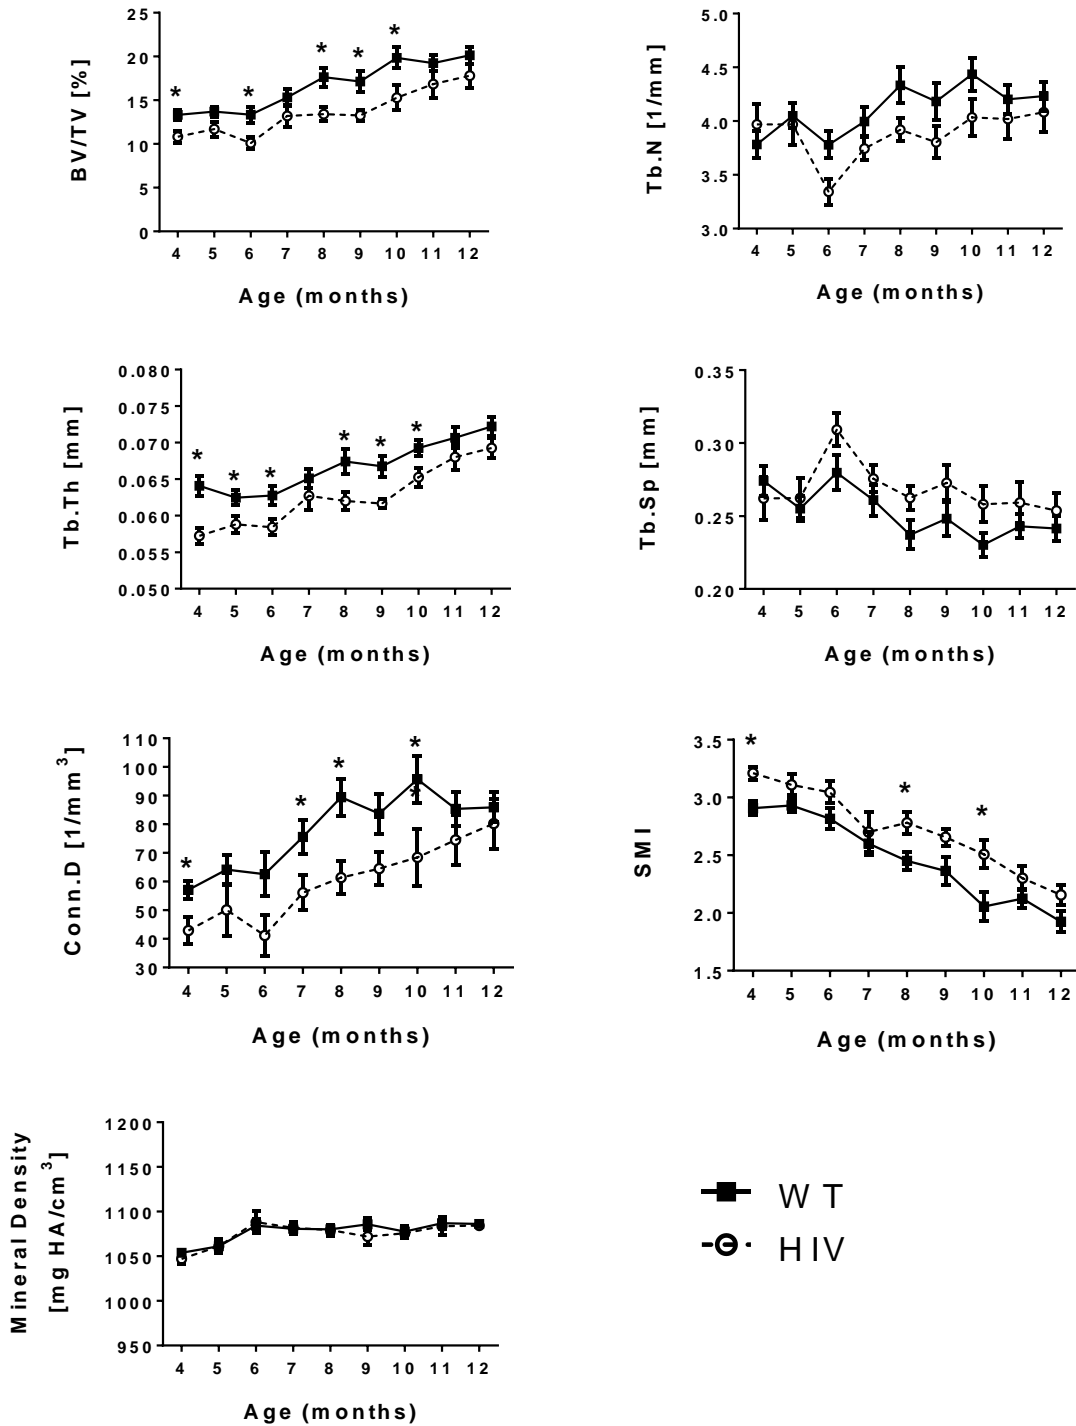 BV/TV [%]
25
20
15
10
5
0
* * * * *
4 5 6 7 8 9 10 11 12
Age (months)
Tb.N [1/mm]
5.0
4.5
4.0
3.5
3.0
4 5 6 7 8 9 10 11 12
Age (months)
Tb.Th [mm]
0.080
0.075
0.070
0.065
0.060
0.055
0.050
* * * * * *
4 5 6 7 8 9 10 11 12
Age (months)
Tb.Sp [mm]
0.35
0.30
0.25
0.20
4 5 6 7 8 9 10 11 12
Age (months)
Conn.D [1/mm³]
110
100
90
80
70
60
50
40
30
* * * * *
4 5 6 7 8 9 10 11 12
Age (months)
SMI
3.5
3.0
2.5
2.0
1.5
* * *
4 5 6 7 8 9 10 11 12
Age (months)
Mineral Density
[mg HA/cm³]
1200
1150
1100
1050
1000
950
4 5 6 7 8 9 10 11 12
Age (months)
WT
HIV